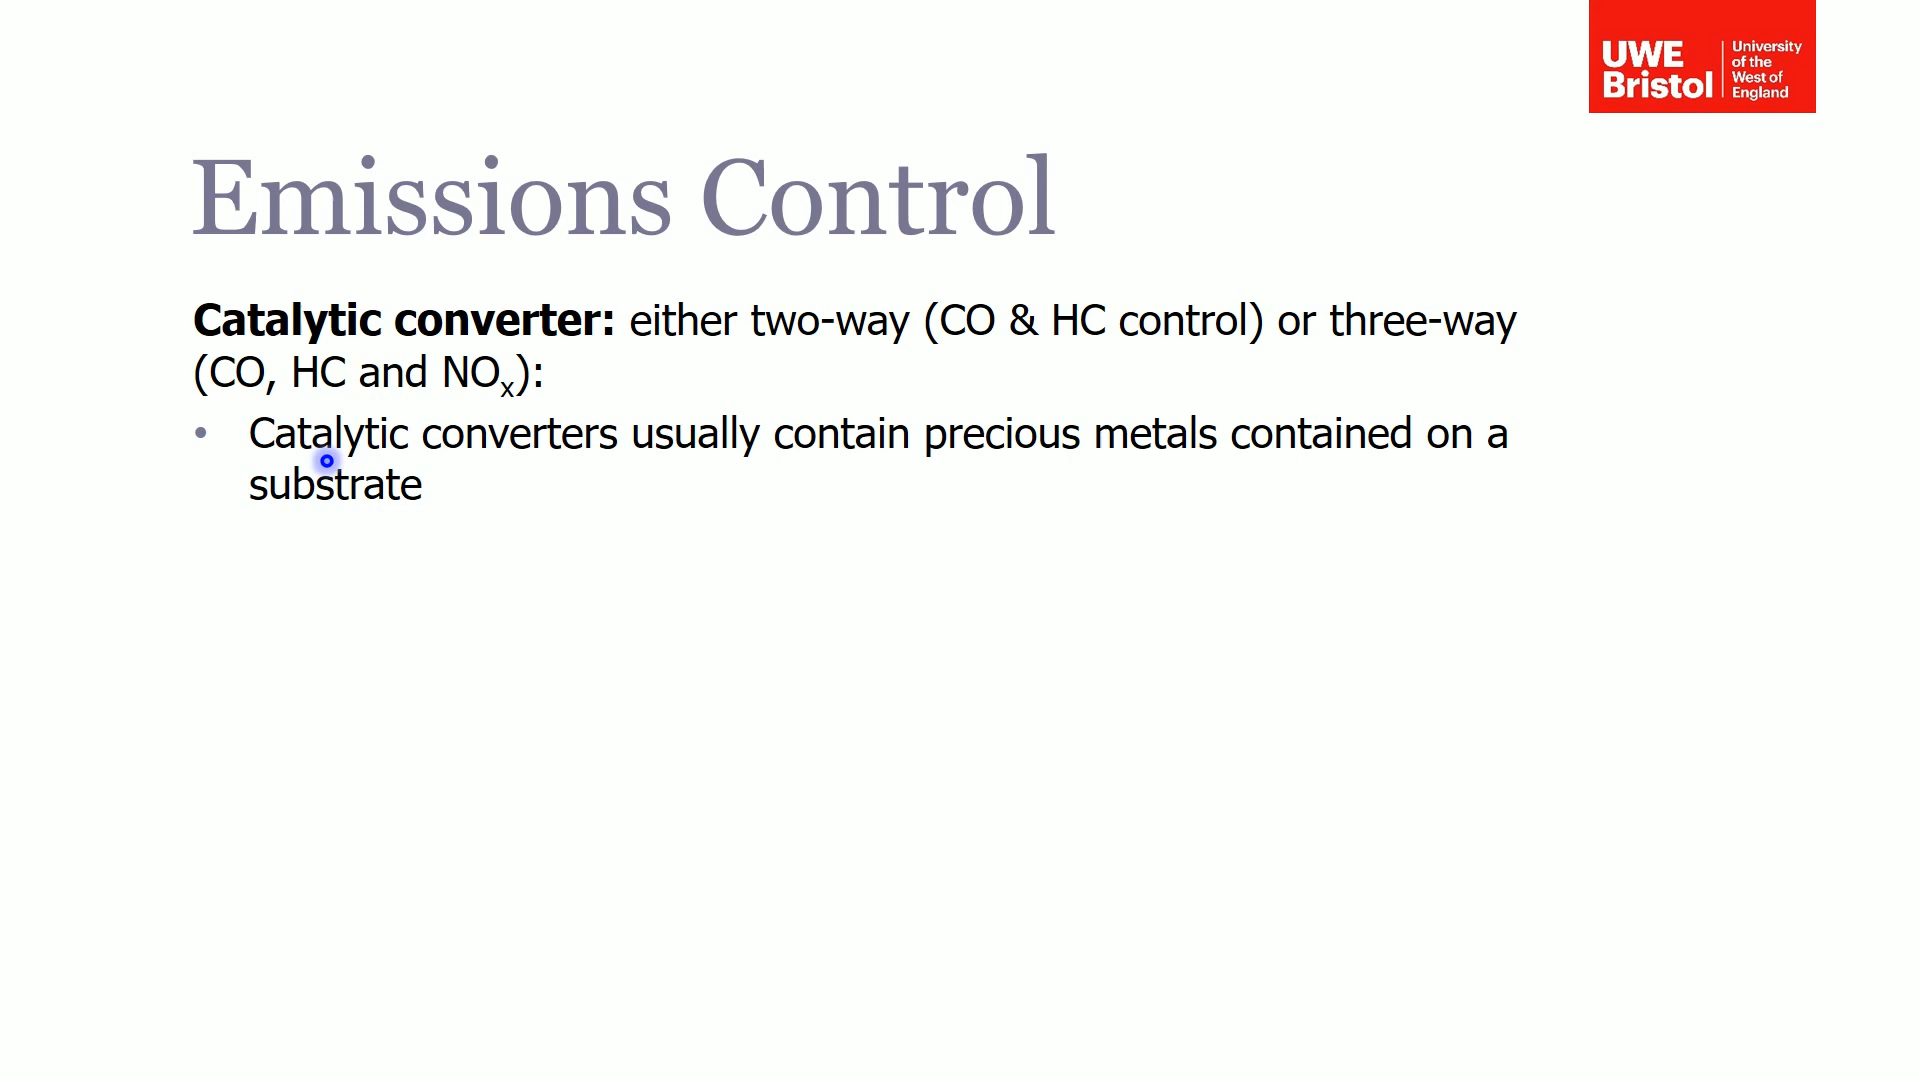 UWE Bristol
University of the West of England
Emissions Control
Catalytic converter: either two-way (CO & HC control) or three-way
(CO, HC and NOx):
• Catalytic converters usually contain precious metals contained on a
substrate